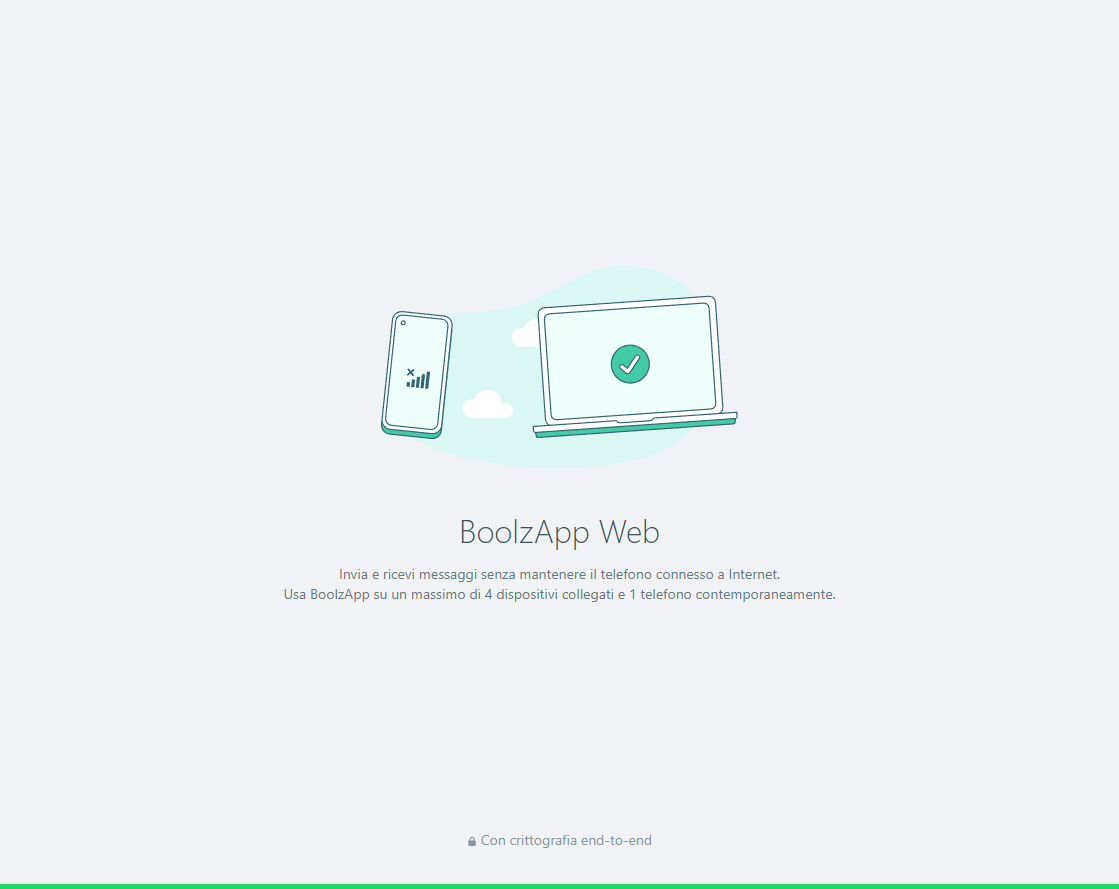 BoolzApp Web
Invia e ricevi messaggi senza mantenere il telefono connesso a Internet.
Usa BoolzApp su un massimo di 4 dispositivi collegati e 1 telefono contemporaneamente.
Con crittografia end-to-end